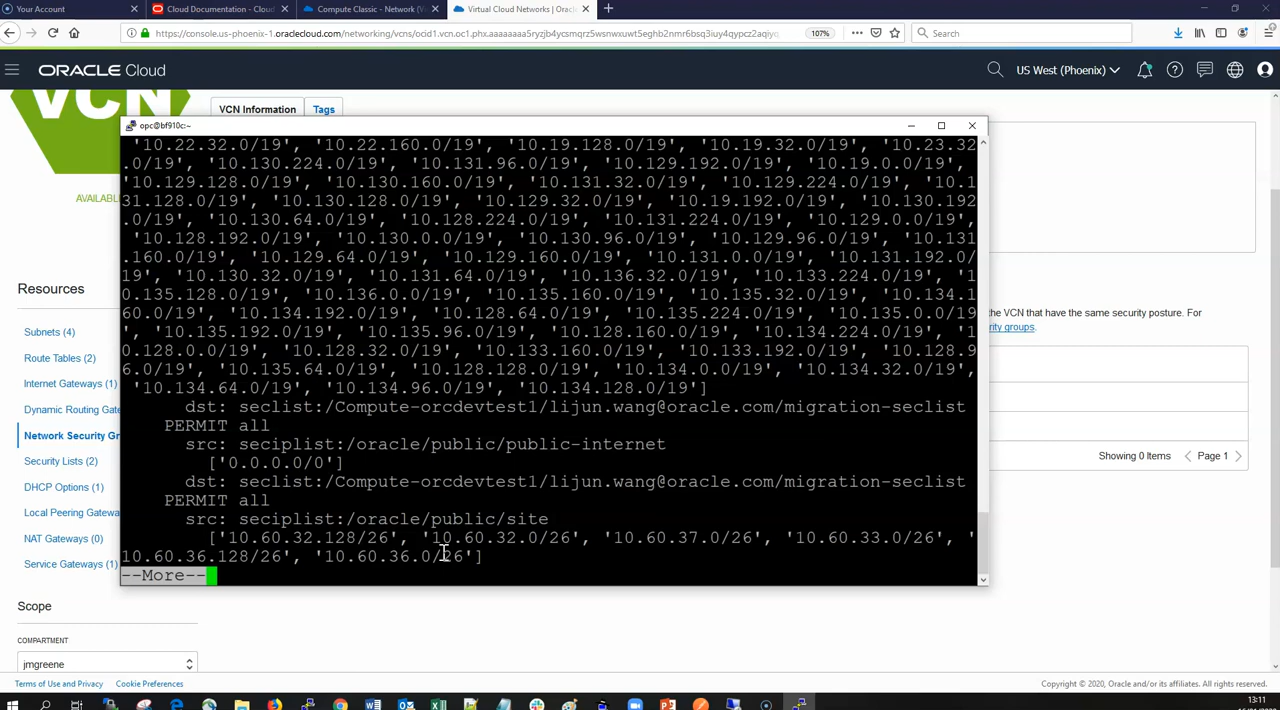 Your Account
Cloud Documentation - Cloud
Compute Classic - Network (V
Virtual Cloud Networks | Orac
https://console.us-phoenix-1.oraclecloud.com/networking/vcns/ocid1.vcn.oc1.phx.
107%
Search
ORACLE Cloud
US West (Phoenix)
VCN
VCN Information
Tags
AVAILABL
opc@bf910c:~
'10.22.32.0/19', '10.22.160.0/19', '10.19.128.0/19', '10.19.32.0/19', '10.23.32
.0/19', '10.130.224.0/19', '10.131.96.0/19', '10.129.192.0/19', '10.19.0.0/19',
'10.129.128.0/19', '10.130.160.0/19', '10.131.32.0/19', '10.129.224.0/19', '10.1
31.128.0/19', '10.130.128.0/19', '10.129.32.0/19', '10.19.192.0/19', '10.130.192
.0/19', '10.130.64.0/19', '10.128.224.0/19', '10.131.224.0/19', '10.129.0.0/19',
'10.128.192.0/19', '10.130.0.0/19', '10.130.96.0/19', '10.129.96.0/19', '10.131
.160.0/19', '10.129.64.0/19', '10.129.160.0/19', '10.131.0.0/19', '10.131.192.0/
19', '10.130.32.0/19', '10.131.64.0/19', '10.136.32.0/19', '10.133.224.0/19', '1
0.135.128.0/19', '10.136.0.0/19', '10.135.160.0/19', '10.135.32.0/19', '10.134.1
60.0/19', '10.134.192.0/19', '10.128.64.0/19', '10.135.224.0/19', '10.135.0.0/19
', '10.135.192.0/19', '10.135.96.0/19', '10.128.160.0/19', '10.134.224.0/19', '1
0.128.0.0/19', '10.128.32.0/19', '10.133.160.0/19', '10.133.192.0/19', '10.128.9
6.0/19', '10.135.64.0/19', '10.128.128.0/19', '10.134.0.0/19', '10.134.32.0/19',
'10.134.64.0/19', '10.134.96.0/19', '10.134.128.0/19']
dst: seclist:/Compute-orcdevtest1/lijun.wang@oracle.com/migration-seclist
PERMIT all
src: seciplist:/oracle/public/public-internet
['0.0.0.0/0']
dst: seclist:/Compute-orcdevtest1/lijun.wang@oracle.com/migration-seclist
PERMIT all
src: seciplist:/oracle/public/site
['10.60.32.128/26', '10.60.32.0/26', '10.60.37.0/26', '10.60.33.0/26', '
10.60.36.128/26', '10.60.36.0/26']
--More--
Resources
Subnets (4)
Route Tables (2)
Internet Gateways (1)
Dynamic Routing Gate
Network Security Gr
Security Lists (2)
DHCP Options (1)
Local Peering Gatewa
NAT Gateways (0)
Service Gateways (1)
the VCN that have the same security posture. For
rity groups.
Showing 0 Items
Page 1
Scope
COMPARTMENT
jmgreene
Terms of Use and Privacy
Cookie Preferences
Copyright © 2020, Oracle and/or its affiliates. All rights reserved.
13:11